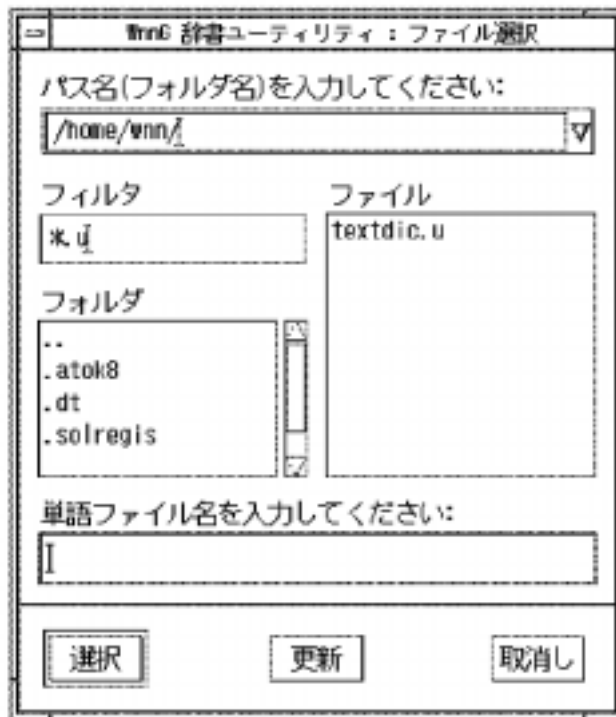 Wnn6 辞書ユーティリティ : ファイル選択
パス名(フォルダ名)を入力してください:
/home/wnn/
フィルタ
*.u
ファイル
textdic.u
フォルダ
..
.atok8
.dt
.solregis
単語ファイル名を入力してください:
選択
更新
取消し